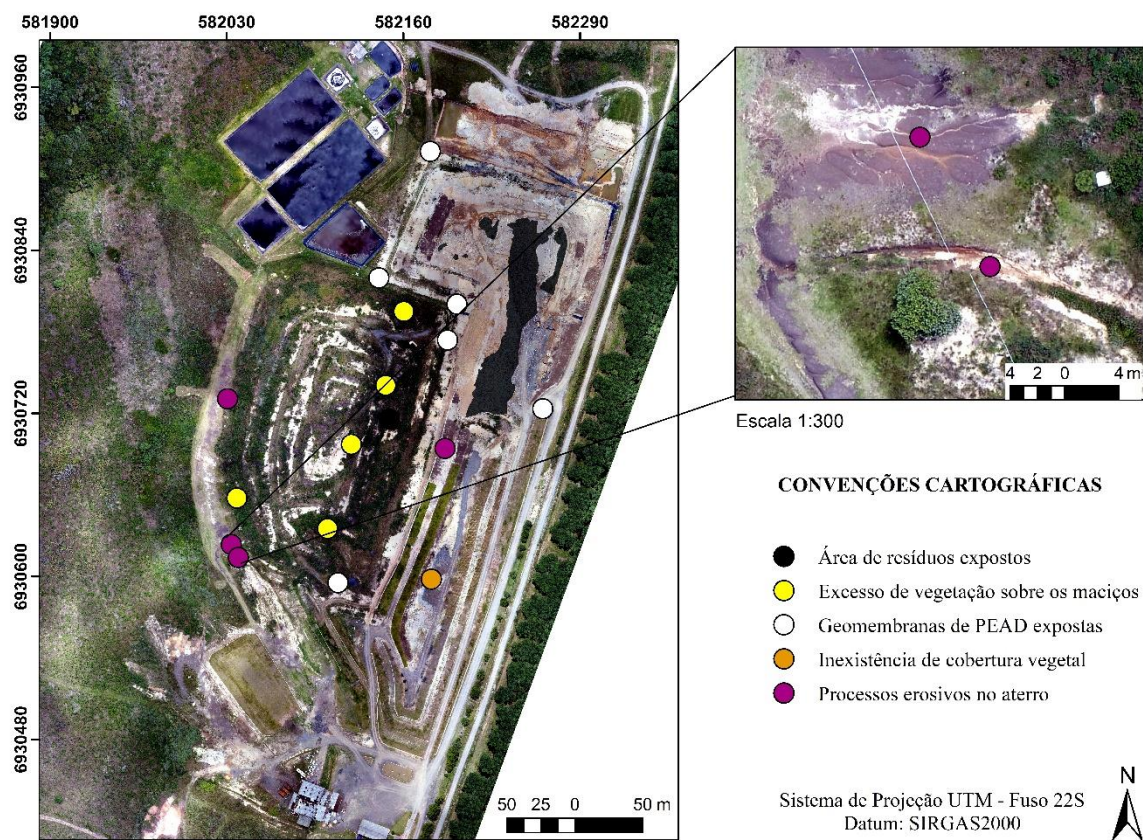 581900 582030 582160 582290
6930960
6930840
6930720
6930600
6930480
50 25 0 50 m
4 2 0 4 m
Escala 1:300
CONVENÇÕES CARTOGRÁFICAS
Área de resíduos expostos
Excesso de vegetação sobre os maciços
Geomembranas de PEAD expostas
Inexistência de cobertura vegetal
Processos erosivos no aterro
Sistema de Projeção UTM - Fuso 22S
Datum: SIRGAS2000
N